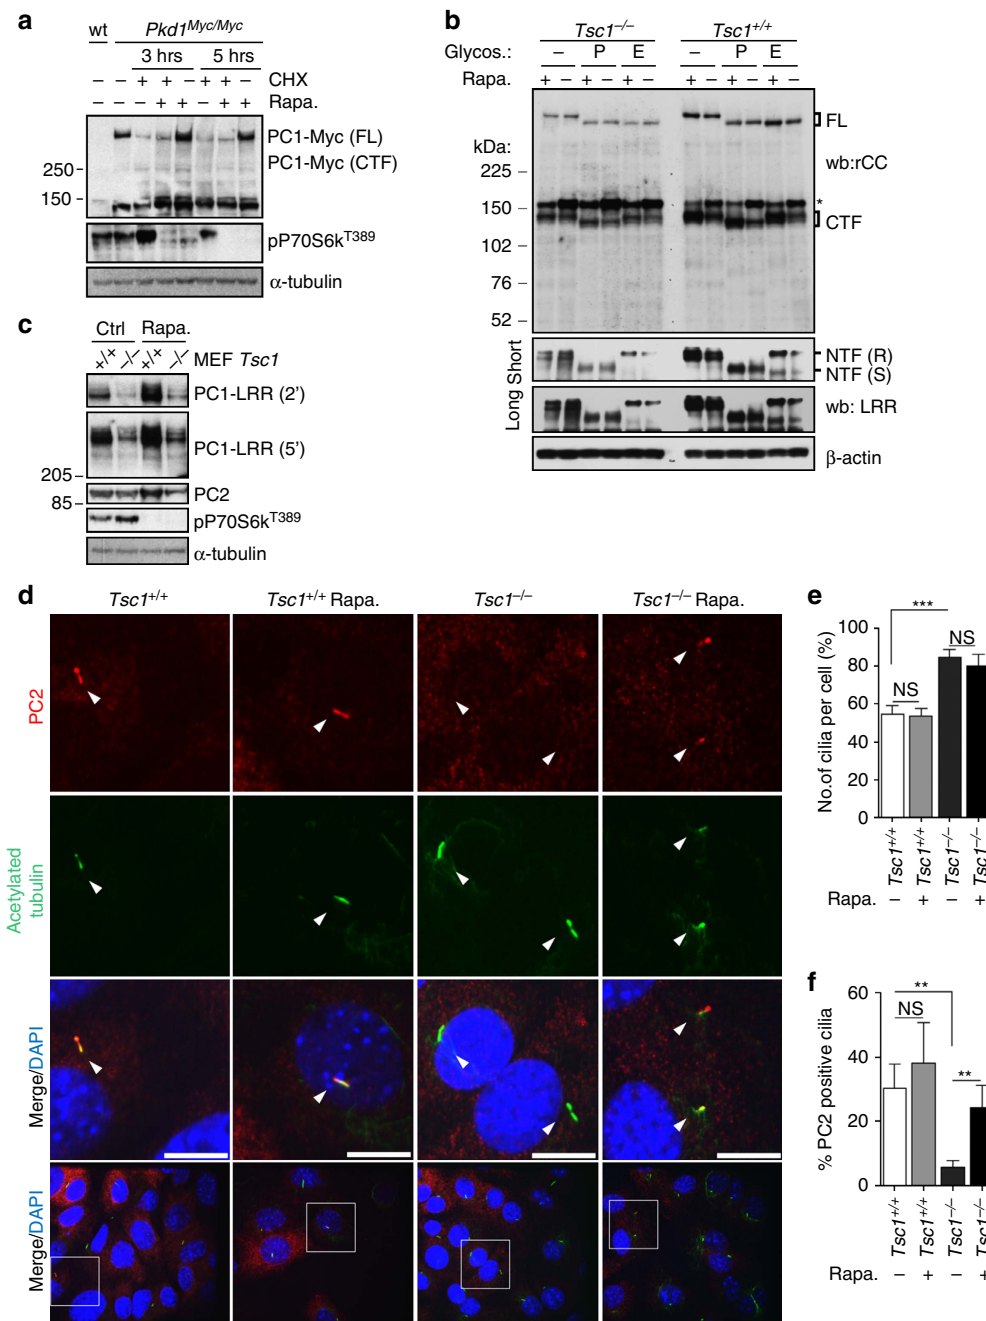 a
wt Pkd1Myc/Myc
3 hrs 5 hrs
– – + + – + + – CHX
– – – + + – + + Rapa.
PC1-Myc (FL)
PC1-Myc (CTF)
250
150
pP70S6kT389
α-tubulin
b
Tsc1–/– Tsc1+/+
Glycos.: – P E – P E
Rapa. + – + – + – – + + – + –
kDa:
225
150
102
76
52
FL
wb:rCC
*
CTF
Long Short
NTF (R)
NTF (S)
wb: LRR
β-actin
c
Ctrl Rapa.
+/+ –/– +/+ –/– MEF Tsc1
PC1-LRR (2')
PC1-LRR (5')
205
PC2
85
pP70S6kT389
α-tubulin
d
Tsc1+/+ Tsc1+/+ Rapa. Tsc1–/– Tsc1–/– Rapa.
PC2
Acetylated
tubulin
Merge/DAPI
Merge/DAPI
e
No.of cilia per cell (%)
100
80
60
40
20
0
***
NS
NS
Tsc1+/+ Tsc1+/+ Tsc1–/– Tsc1–/–
Rapa. – + – +
f
% PC2 positive cilia
60
40
20
0
**
NS
**
Tsc1+/+ Tsc1+/+ Tsc1–/– Tsc1–/–
Rapa. – + – +